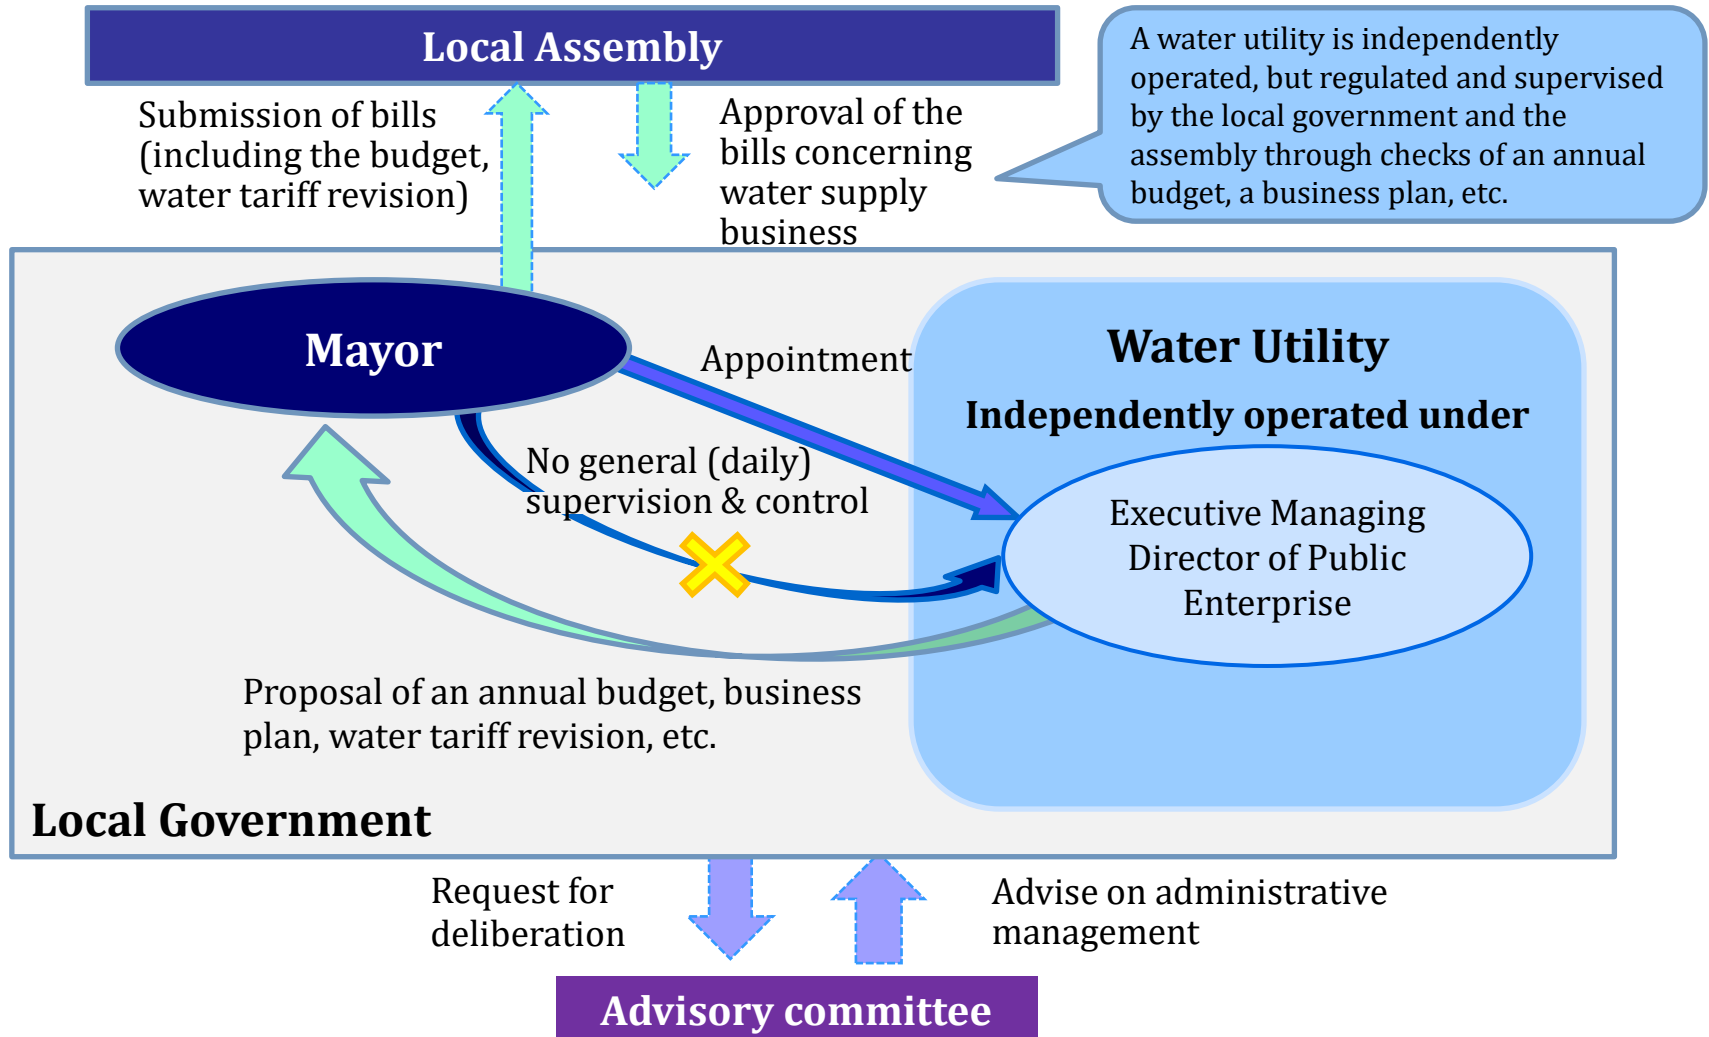 Local Assembly
A water utility is independently
operated, but regulated and supervised
by the local government and the
assembly through checks of an annual
budget, a business plan, etc.
Submission of bills
(including the budget,
water tariff revision)
Approval of the
bills concerning
water supply
business
Mayor
Appointment
Water Utility
Independently operated under
No general (daily)
supervision & control
Executive Managing
Director of Public
Enterprise
Proposal of an annual budget, business
plan, water tariff revision, etc.
Local Government
Request for
deliberation
Advise on administrative
management
Advisory committee